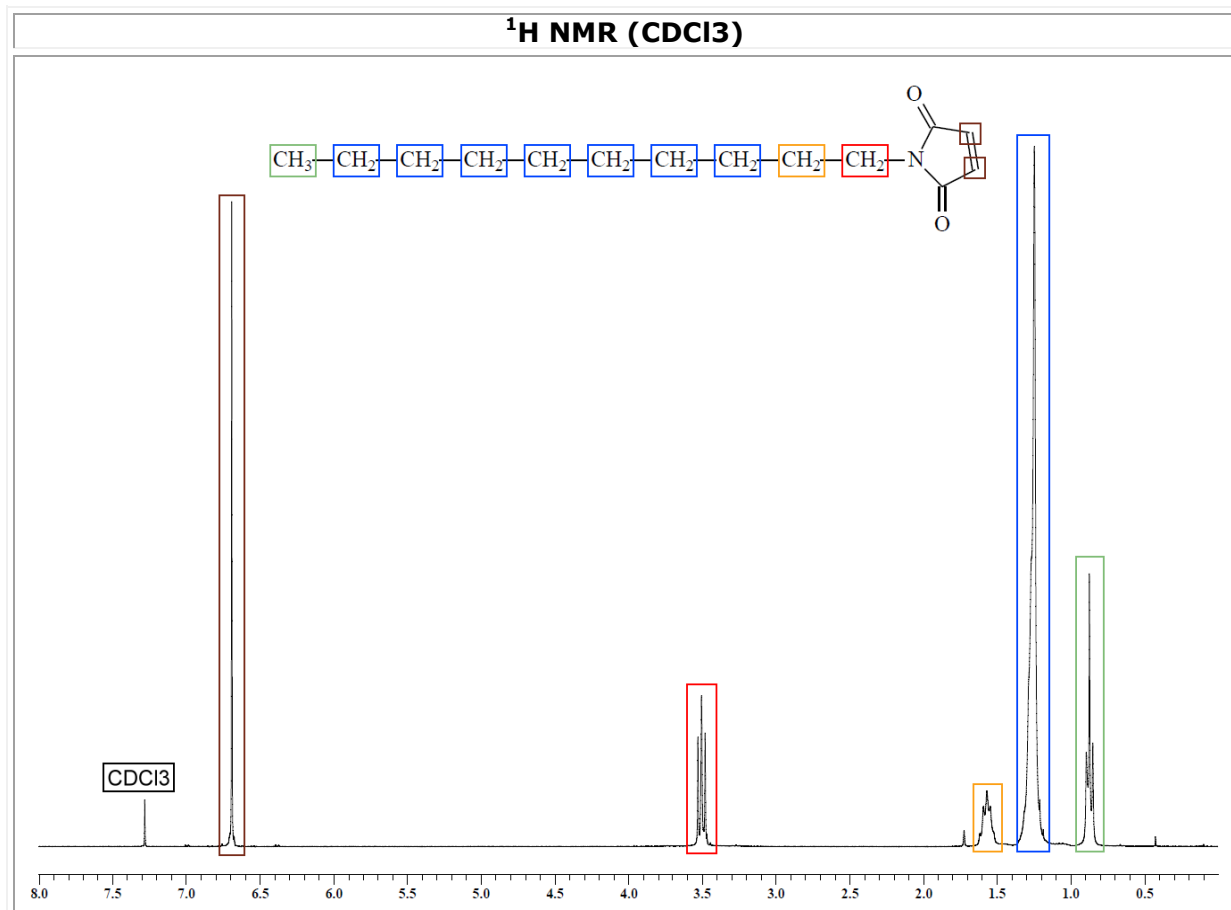 ¹H NMR (CDCl3)
O
CH₃ CH₂ CH₂ CH₂ CH₂ CH₂ CH₂ CH₂ CH₂ CH₂ N
O
CDCl3
8.0 7.5 7.0 6.5 6.0 5.5 5.0 4.5 4.0 3.5 3.0 2.5 2.0 1.5 1.0 0.5